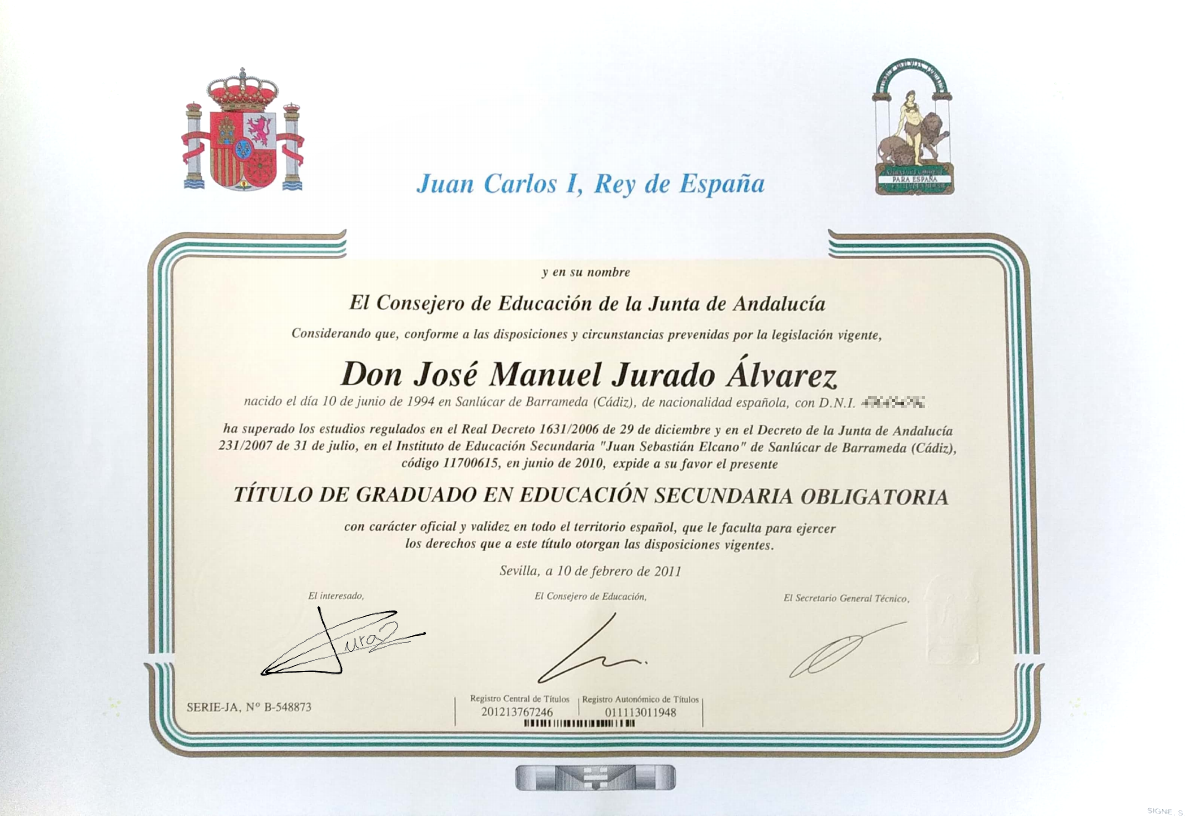 Juan Carlos I, Rey de España
y en su nombre
El Consejero de Educación de la Junta de Andalucía
Considerando que, conforme a las disposiciones y circunstancias prevenidas por la legislación vigente,
Don José Manuel Jurado Álvarez
nacido el día 10 de junio de 1994 en Sanlúcar de Barrameda (Cádiz), de nacionalidad española, con D.N.I.
ha superado los estudios regulados en el Real Decreto 1631/2006 de 29 de diciembre y en el Decreto de la Junta de Andalucía
231/2007 de 31 de julio, en el Instituto de Educación Secundaria "Juan Sebastián Elcano" de Sanlúcar de Barrameda (Cádiz),
código 11700615, en junio de 2010, expide a su favor el presente
TÍTULO DE GRADUADO EN EDUCACIÓN SECUNDARIA OBLIGATORIA
con carácter oficial y validez en todo el territorio español, que le faculta para ejercer
los derechos que a este título otorgan las disposiciones vigentes.
Sevilla, a 10 de febrero de 2011
El interesado, El Consejero de Educación, El Secretario General Técnico,
SERIE-JA, Nº B-548873
Registro Central de Títulos Registro Autonómico de Títulos
201213767246 011113011948
PARA ESPAÑA
SIGNE